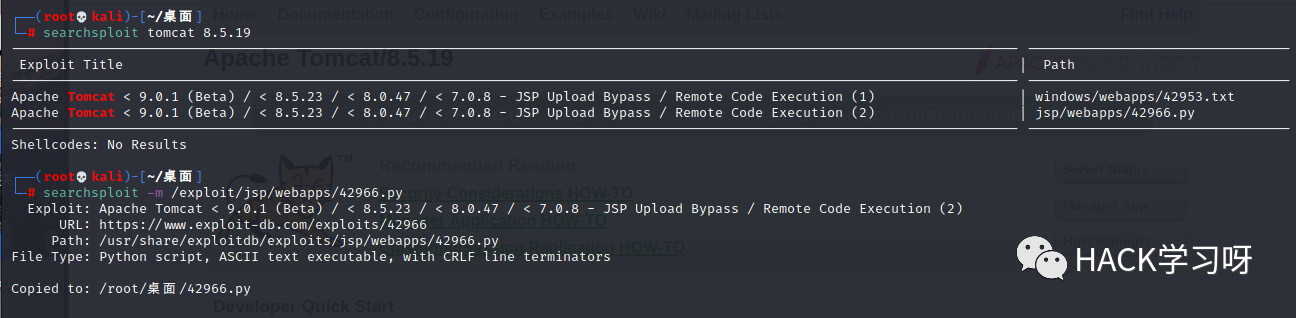 Home Documentation Configuration Examples Wiki Mailing Lists Find Help
┌──(root💀kali)-[~/桌面]
└─# searchsploit tomcat 8.5.19
Apache Tomcat/8.5.19
Exploit Title | Path
Apache Tomcat < 9.0.1 (Beta) / < 8.5.23 / < 8.0.47 / < 7.0.8 - JSP Upload Bypass / Remote Code Execution (1) | windows/webapps/42953.txt
Apache Tomcat < 9.0.1 (Beta) / < 8.5.23 / < 8.0.47 / < 7.0.8 - JSP Upload Bypass / Remote Code Execution (2) | jsp/webapps/42966.py
Shellcodes: No Results
TM
Recommended Reading:
Server Status
┌──(root💀kali)-[~/桌面]
└─# searchsploit -m /exploit/jsp/webapps/42966.py
Security Considerations HOW-TO
Manager App
Exploit: Apache Tomcat < 9.0.1 (Beta) / < 8.5.23 / < 8.0.47 / < 7.0.8 - JSP Upload Bypass / Remote Code Execution (2)
Application HOW-TO
URL: https://www.exploit-db.com/exploits/42966
Path: /usr/share/exploitdb/exploits/jsp/webapps/42966.py
Replication HOW-TO
File Type: Python script, ASCII text executable, with CRLF line terminators
HACK学习呀
Copied to: /root/桌面/42966.py
Developer Quick Start